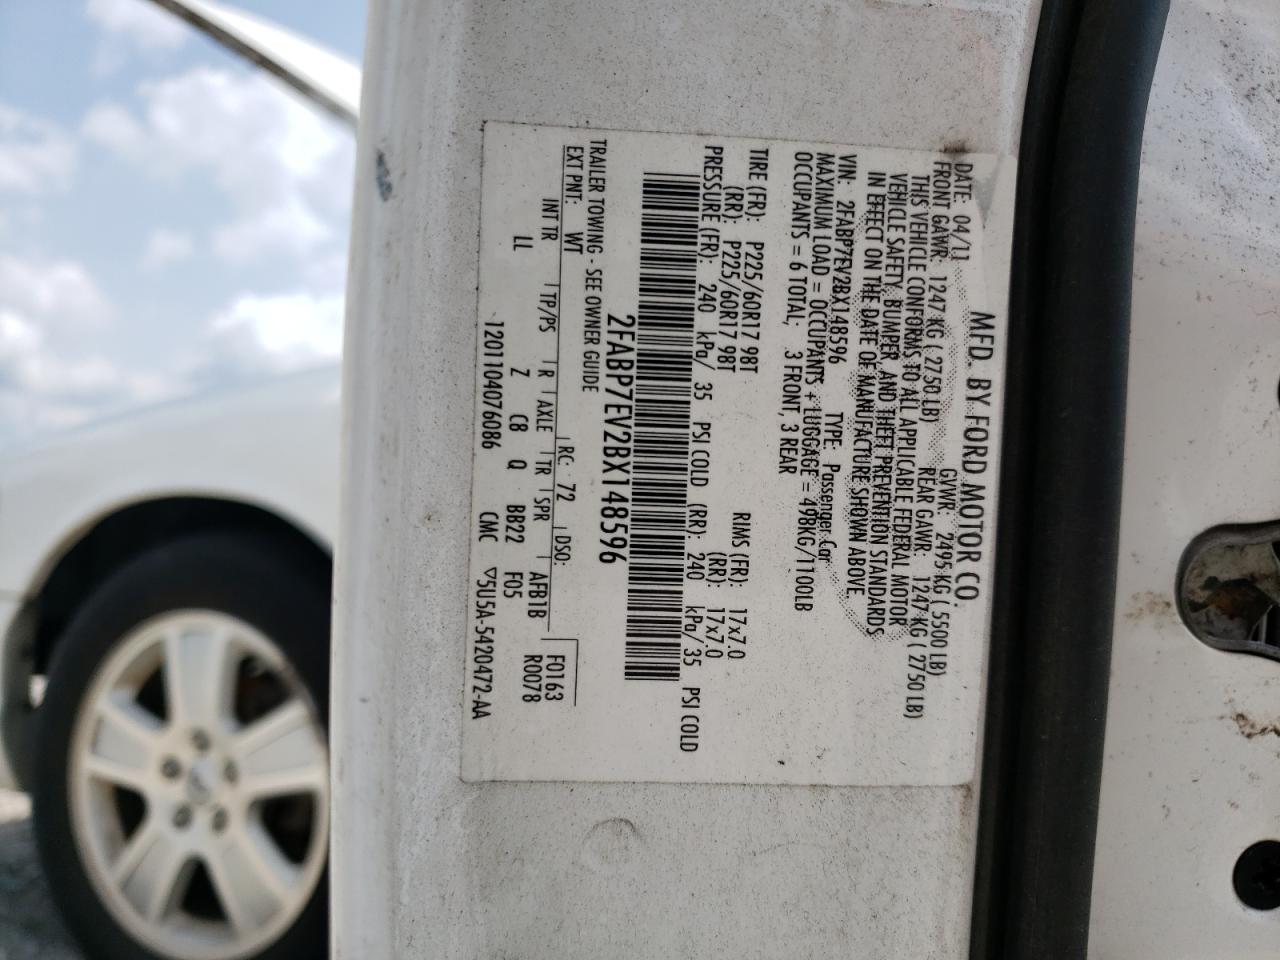 MFD. BY FORD MOTOR CO.
DATE: 04/11 GVWR: 2495 KG ( 5500 LB)
FRONT GAWR: 1247 KG ( 2750 LB) REAR GAWR: 1247 KG ( 2750 LB)
THIS VEHICLE CONFORMS TO ALL APPLICABLE FEDERAL MOTOR
VEHICLE SAFETY, BUMPER, AND THEFT PREVENTION STANDARDS
IN EFFECT ON THE DATE OF MANUFACTURE SHOWN ABOVE.
VIN: 2FABP7EV2BX148596 TYPE: Passenger Car
MAXIMUM LOAD = OCCUPANTS + LUGGAGE = 498KG/1100LB
OCCUPANTS = 6 TOTAL; 3 FRONT, 3 REAR
TIRE (FR): P225/60R17 98T RIMS (FR): 17x7.0
(RR): P225/60R17 98T (RR): 17x7.0
PRESSURE (FR): 240 kPa/ 35 PSI COLD (RR): 240 kPa/ 35 PSI COLD
2FABP7EV2BX148596
TRAILER TOWING - SEE OWNER GUIDE
EXT PNT: WT RC: 72 DSO: F0163
INT TR TP/PS R AXLE TR SPR AFB1B R0078
LL Z C8 Q BB22 F05
1201104076086 CMC ▽5U5A-5420472-AA